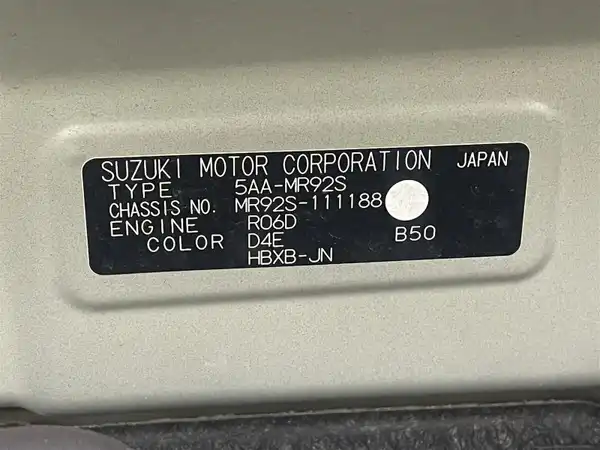 SUZUKI MOTOR CORPORATION JAPAN
TYPE 5AA-MR92S
CHASSIS NO. MR92S-111188
ENGINE R06D
COLOR D4E B50
HBXB-JN